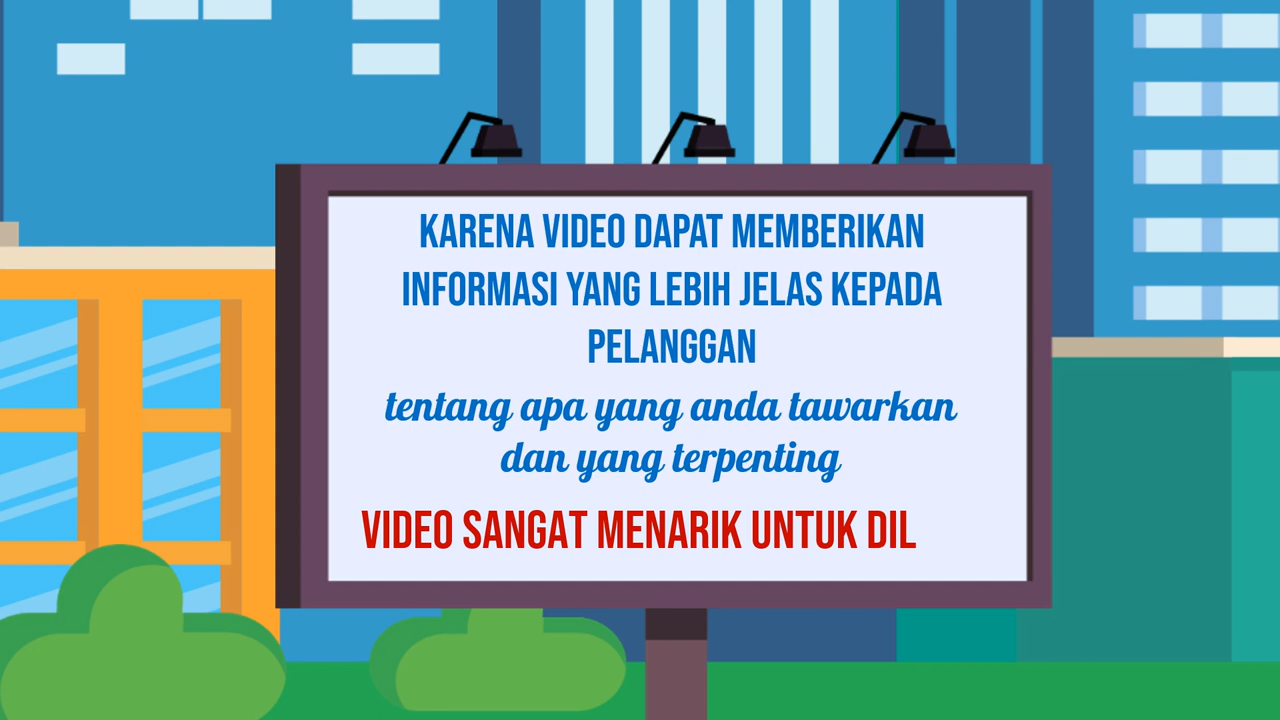 KARENA VIDEO DAPAT MEMBERIKAN
INFORMASI YANG LEBIH JELAS KEPADA
PELANGGAN
tentang apa yang anda tawarkan
dan yang terpenting
VIDEO SANGAT MENARIK UNTUK DIL